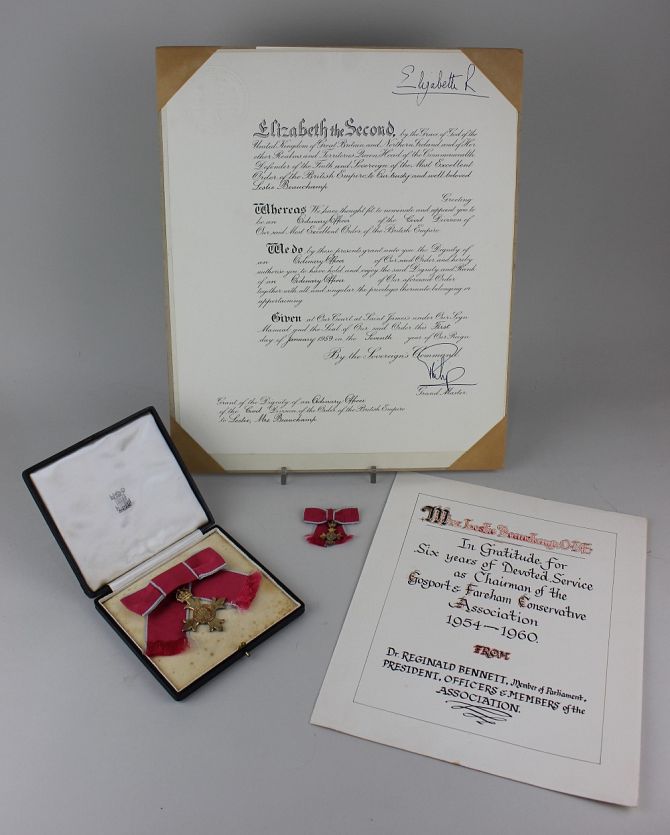 Elizabeth R
Elizabeth the Second, by the Grace of God of the
United Kingdom of Great Britain and Northern Ireland and of Her
other Realms and Territories Queen, Head of the Commonwealth,
Defender of the Faith and Sovereign of the Most Excellent
Order of the British Empire to Our trusty and well beloved
Leslie Beauchamp
Greeting
Whereas We have thought fit to nominate and appoint you to
be an Ordinary Officer of the Civil Division of
Our said Most Excellent Order of the British Empire
We do by these presents grant unto you the Dignity of
an Ordinary Officer of Our said Order and hereby
authorise you to have hold and enjoy the said Dignity and Rank
of an Ordinary Officer of Our aforesaid Order
together with all and singular the privileges thereunto belonging or
appertaining.
Given at Our Court at Saint James's under Our Sign
Manual and the Seal of Our said Order this First
day of January 1959 in the Seventh year of Our Reign
By the Sovereign's Command.
Philip
Grand Master.
Grant of the Dignity of an Ordinary Officer
of the Civil Division of the Order of the British Empire
to Leslie, Mrs Beauchamp
Mrs Leslie Beauchamp O.B.E.
In Gratitude for
Six years of Devoted Service
as Chairman of the
Gosport & Fareham Conservative
Association
1954–1960.
FROM
Dr REGINALD BENNETT, Member of Parliament,
PRESIDENT, OFFICERS & MEMBERS of the
ASSOCIATION.